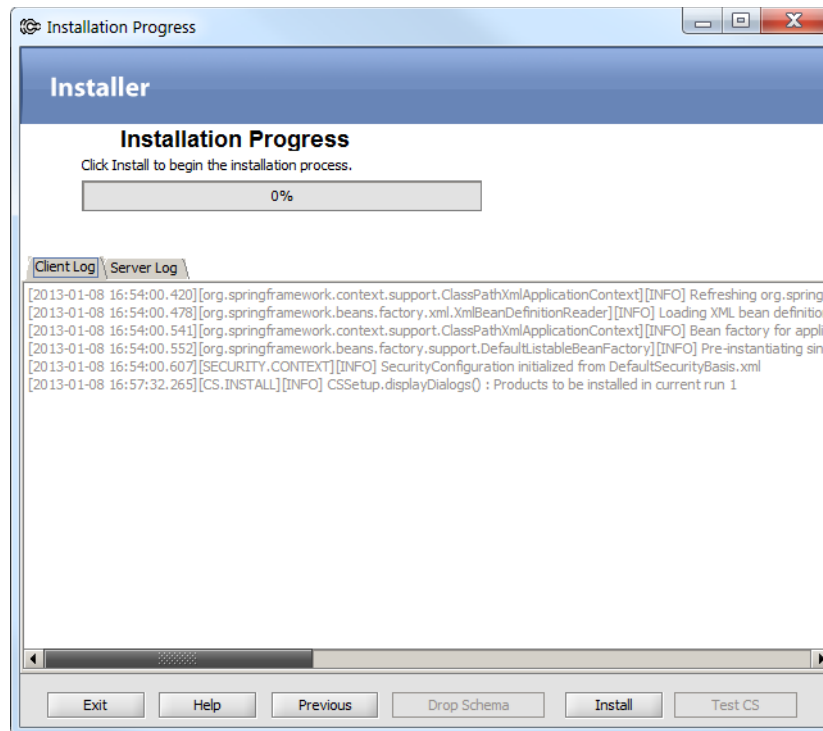 Installation Progress
Installer
Installation Progress
Click Install to begin the installation process.
0%
Client Log Server Log
[2013-01-08 16:54:00.420][org.springframework.context.support.ClassPathXmlApplicationContext][INFO] Refreshing org.spring
[2013-01-08 16:54:00.478][org.springframework.beans.factory.xml.XmlBeanDefinitionReader][INFO] Loading XML bean definitio
[2013-01-08 16:54:00.541][org.springframework.context.support.ClassPathXmlApplicationContext][INFO] Bean factory for appli
[2013-01-08 16:54:00.552][org.springframework.beans.factory.support.DefaultListableBeanFactory][INFO] Pre-instantiating sin
[2013-01-08 16:54:00.607][SECURITY.CONTEXT][INFO] SecurityConfiguration initialized from DefaultSecurityBasis.xml
[2013-01-08 16:57:32.265][CS.INSTALL][INFO] CSSetup.displayDialogs() : Products to be installed in current run 1
Exit Help Previous Drop Schema Install Test CS